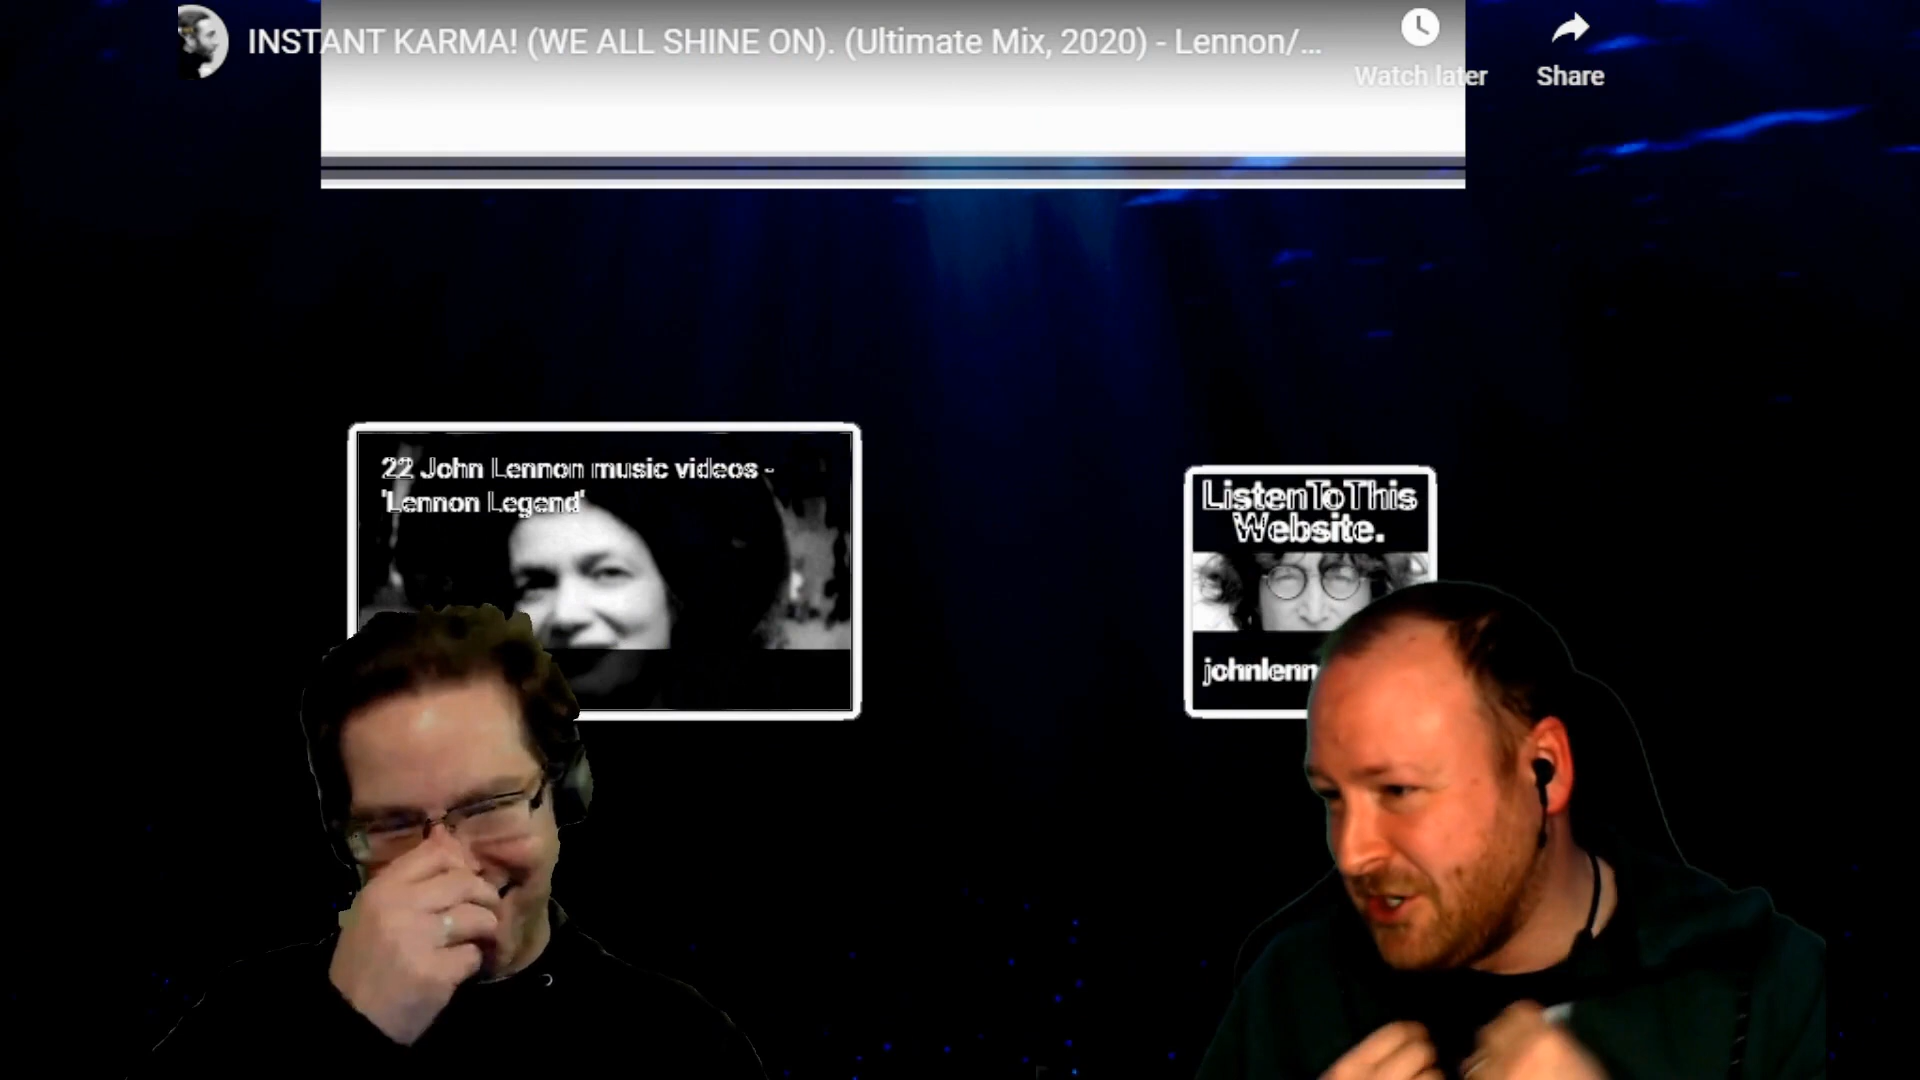 INSTANT KARMA! (WE ALL SHINE ON). (Ultimate Mix, 2020) - Lennon/...
Watch later
Share
22 John Lennon music videos -
'Lennon Legend'
ListenToThis
Website.
johnlenn